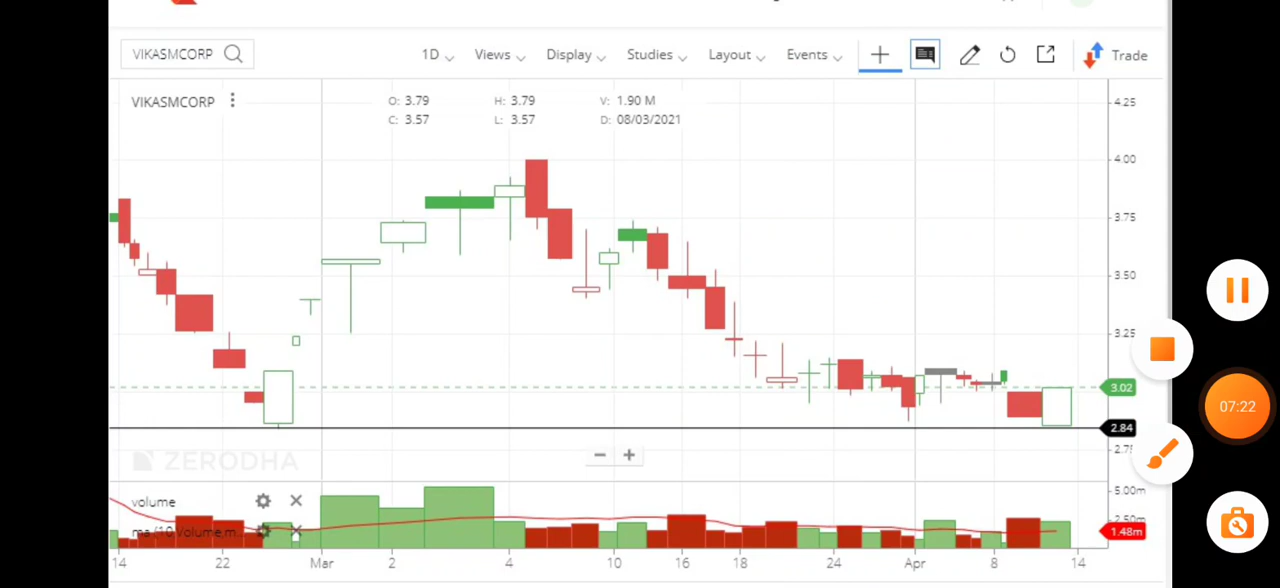 VIKASMCORP 1D Views Display Studies Layout Events Trade
VIKASMCORP O: 3.79 H: 3.79 V: 1.90 M
C: 3.57 L: 3.57 D: 08/03/2021
4.25
4.00
3.75
3.50
3.25
3.02
2.84
ZERODHA
07:22
volume
5.00m
1.48m
14 22 Mar 2 4 10 16 18 24 Apr 8 14